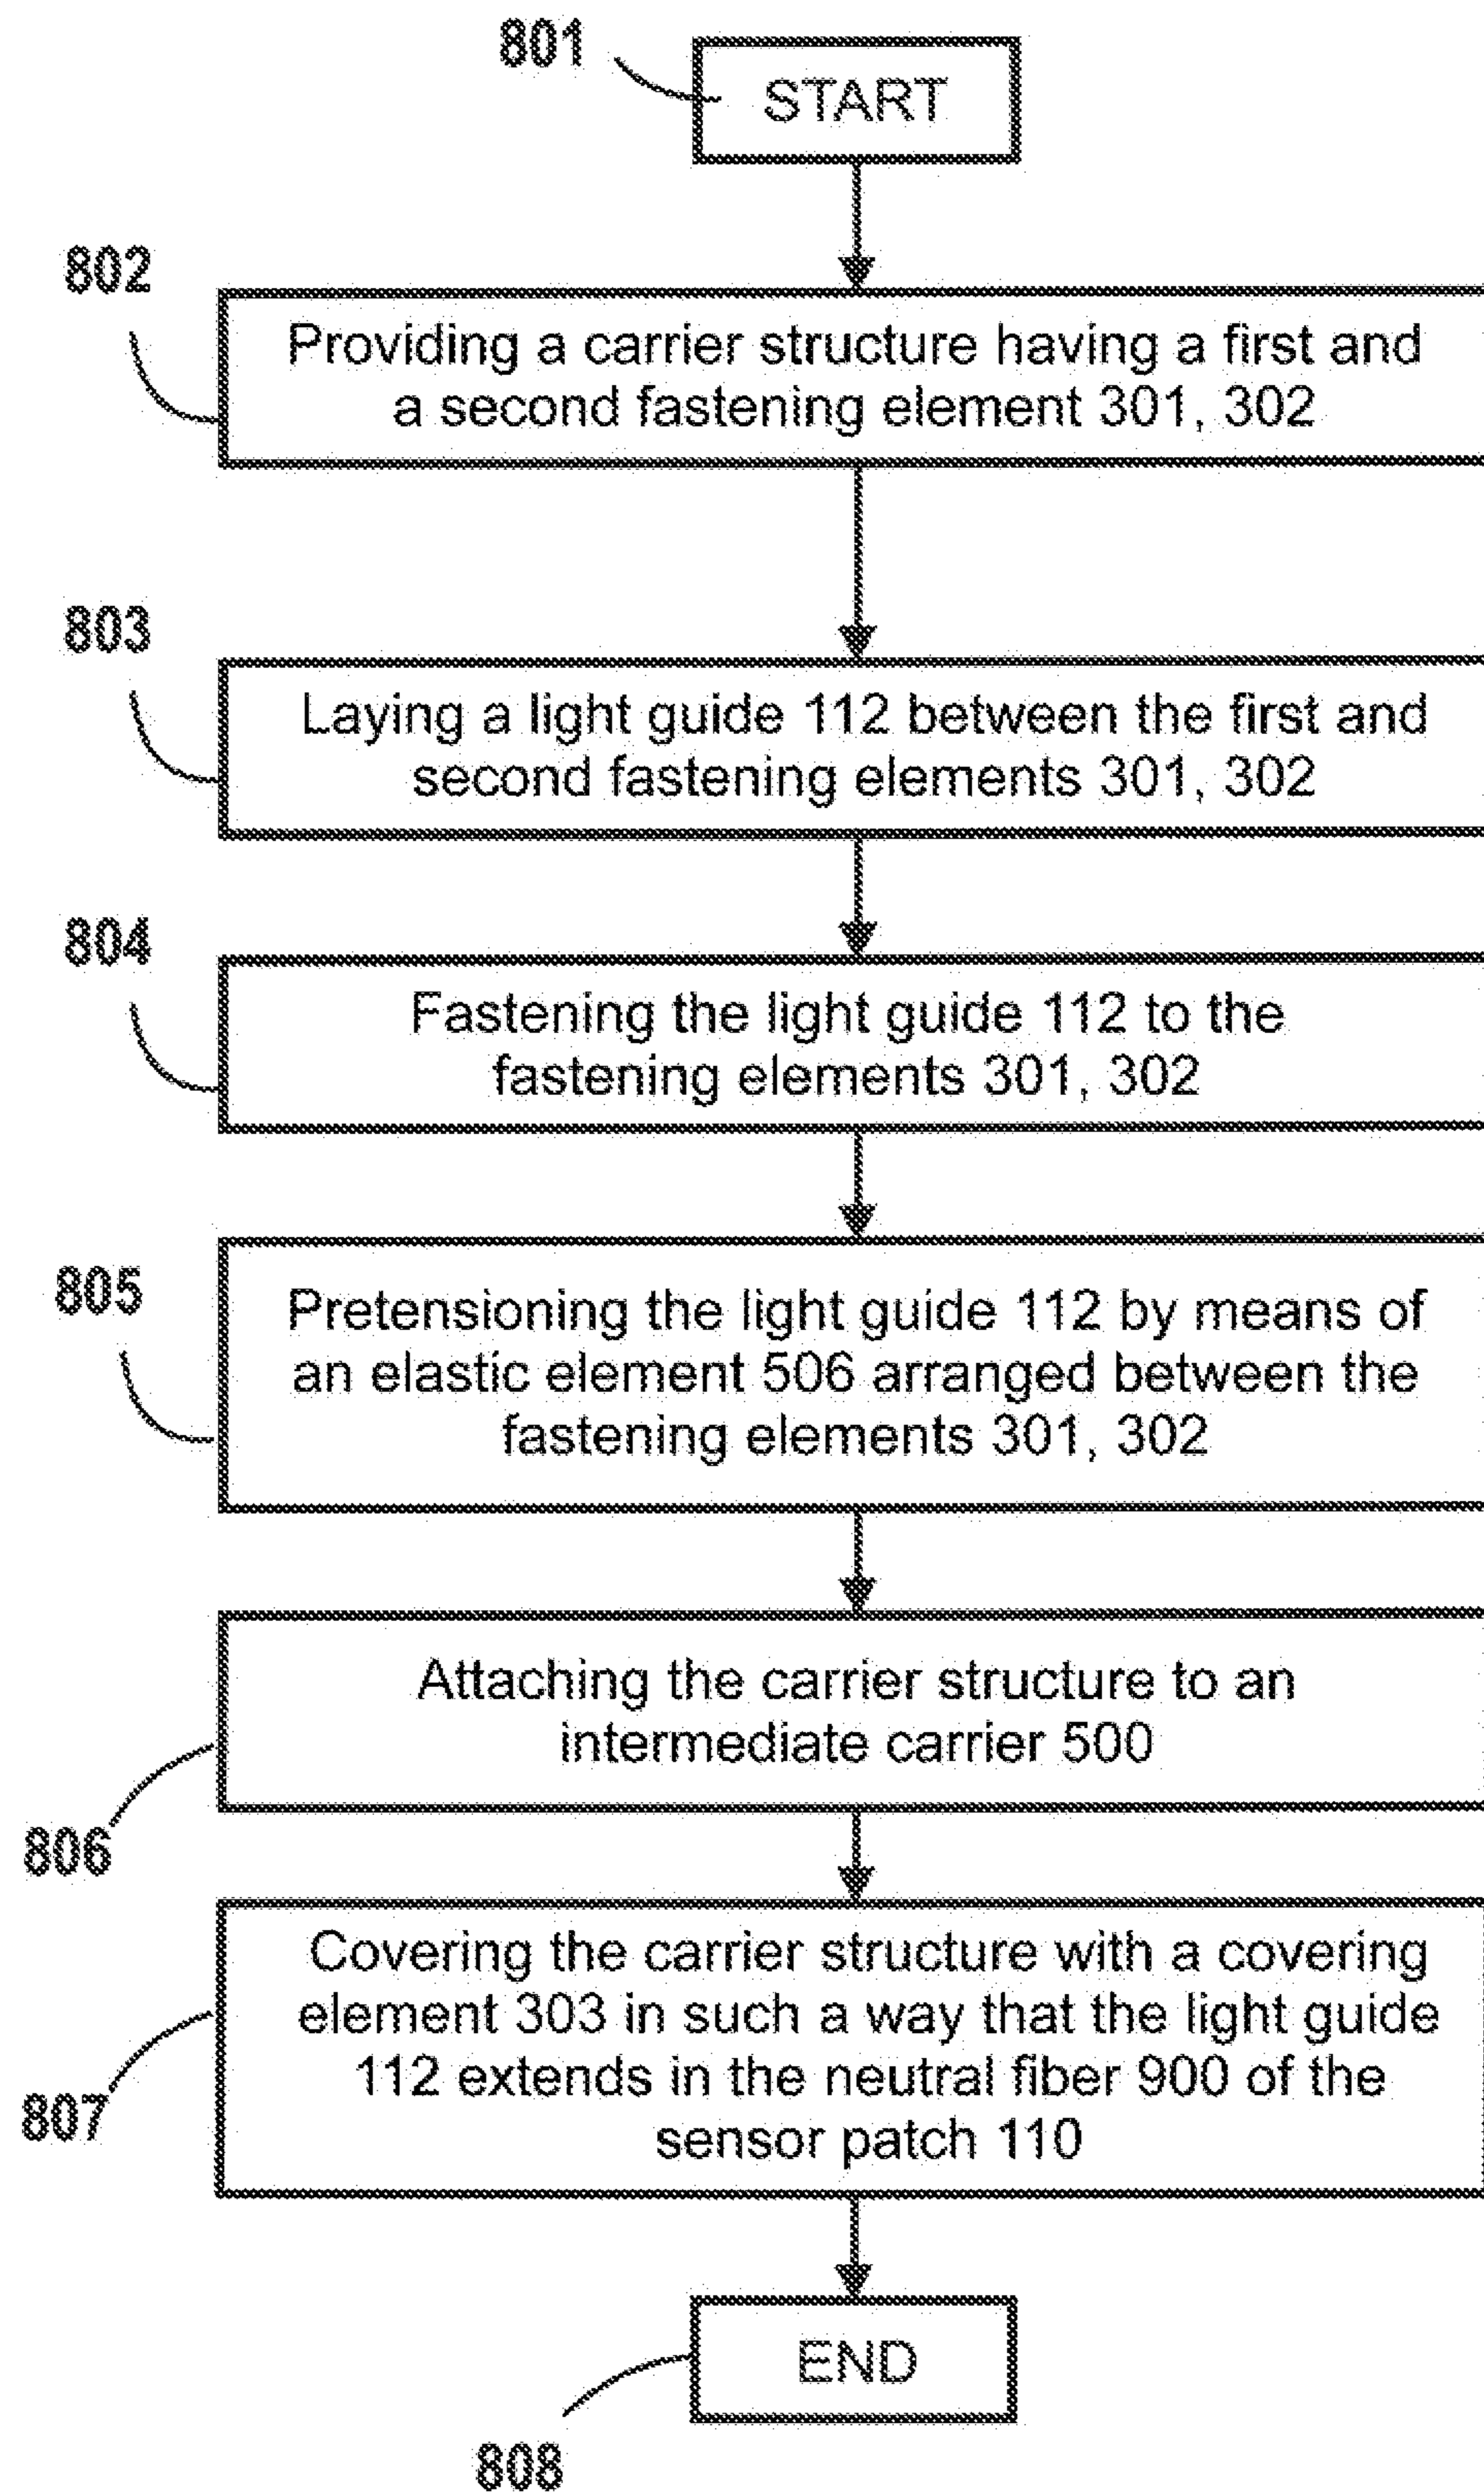 801
START
802
Providing a carrier structure having a first and
a second fastening element 301, 302
803
Laying a light guide 112 between the first and
second fastening elements 301, 302
804
Fastening the light guide 112 to the
fastening elements 301, 302
805
Pretensioning the light guide 112 by means of
an elastic element 506 arranged between the
fastening elements 301, 302
Attaching the carrier structure to an
intermediate carrier 500
806
Covering the carrier structure with a covering
element 303 in such a way that the light guide
112 extends in the neutral fiber 900 of the
sensor patch 110
807
END
808